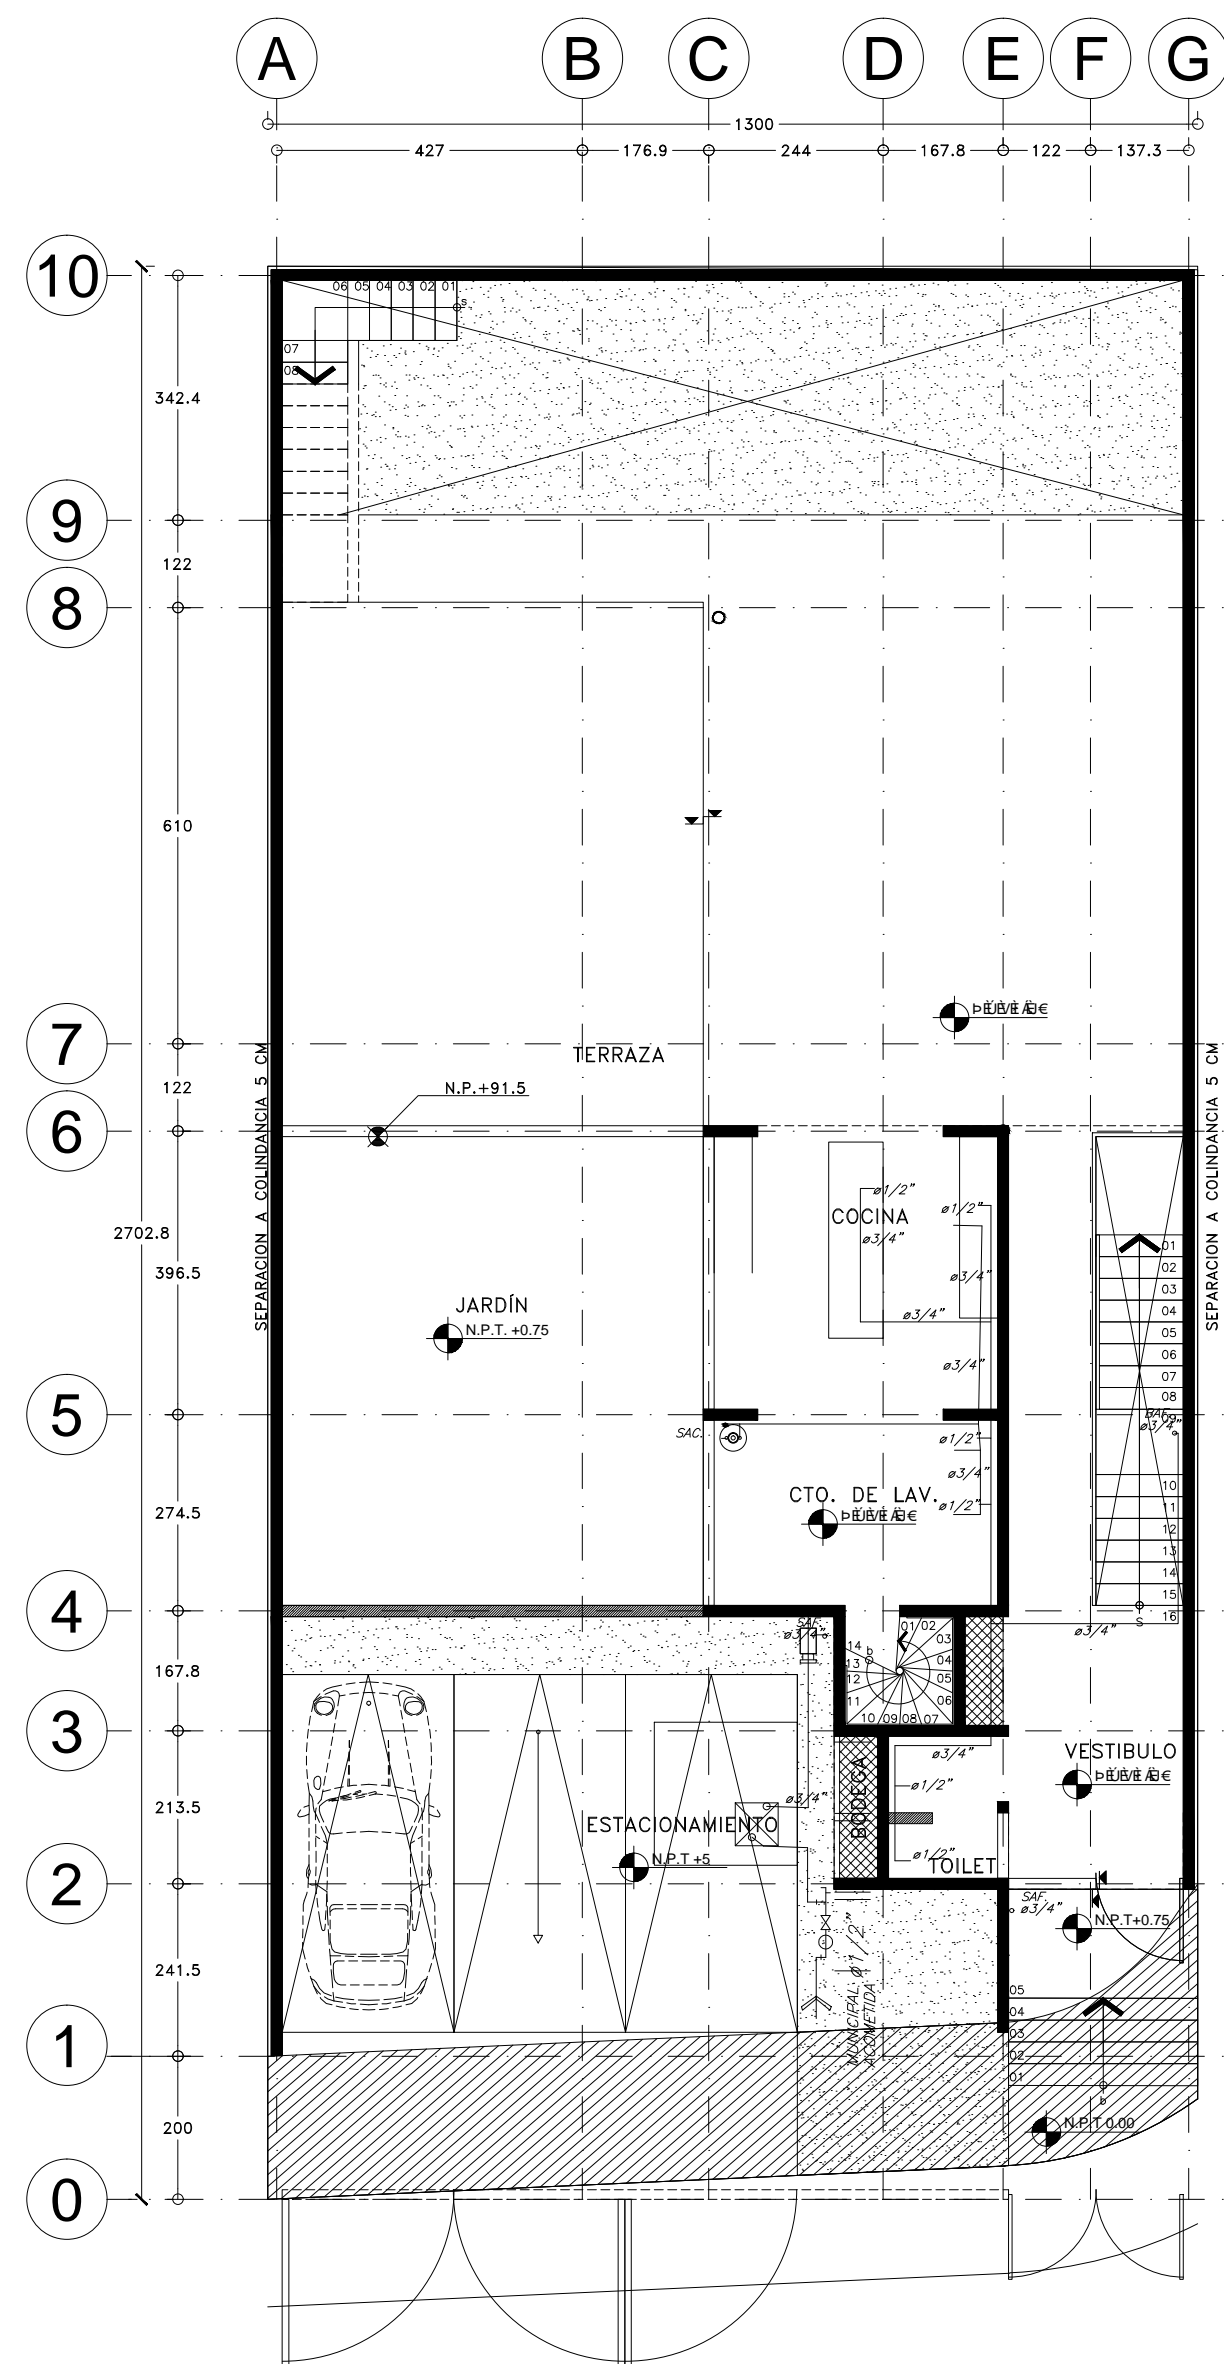 A B C D E F G
1300
427 176.9 244 167.8 122 137.3
10
06 05 04 03 02 01
s
07
08
342.4
9
122
8
610
7
TERRAZA
122
N.P.+91.5
6
SEPARACION A COLINDANCIA 5 CM
SEPARACION A COLINDANCIA 5 CM
2702.8
396.5
ø1/2"
ø1/2"
COCINA
ø3/4"
ø3/4"
ø3/4"
ø3/4"
JARDÍN
N.P.T. +0.75
01
02
03
04
05
06
07
08
09
BAF.
ø3/4"
5
SAC.
ø1/2"
ø3/4"
ø1/2"
CTO. DE LAV.
274.5
10
11
12
13
14
15
16
S
4
SAF.
ø3/4"
ø3/4"
01 02
03
04
05
06
07
08
09
10
11
12
13
14
b
167.8
3
ø3/4"
VESTIBULO
213.5
ø1/2"
ø3/4"
BODEGA
ESTACIONAMIENTO
N.P.T +5
ø1/2"
TOILET
2
SAF.
ø3/4"
N.P.T+0.75
241.5
MUNICIPAL ø1/2"
ACOMETIDA
05
04
03
02
01
b
1
N.P.T 0.00
200
0